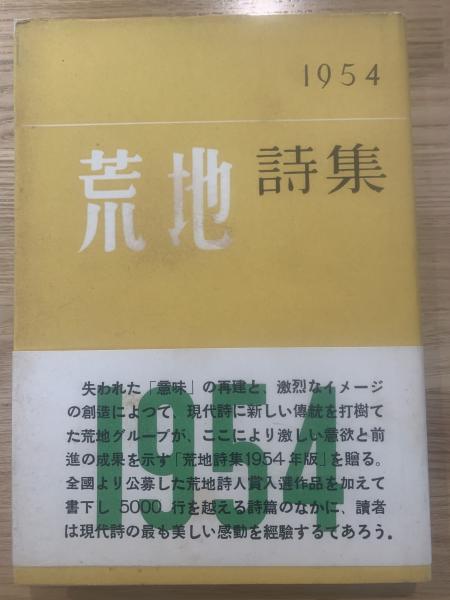 1954
荒地 詩集
1954
失われた「意味」の再建と、激烈なイメージ
の創造によつて、現代詩に新しい傳統を打樹て
た荒地グループが、ここにより激しい意欲と前
進の成果を示す「荒地詩集1954年版」を贈る。
全國より公募した荒地詩人賞入選作品を加えて
書下し 5000 行を越える詩篇のなかに、讀者
は現代詩の最も美しい感動を經驗するであろう。